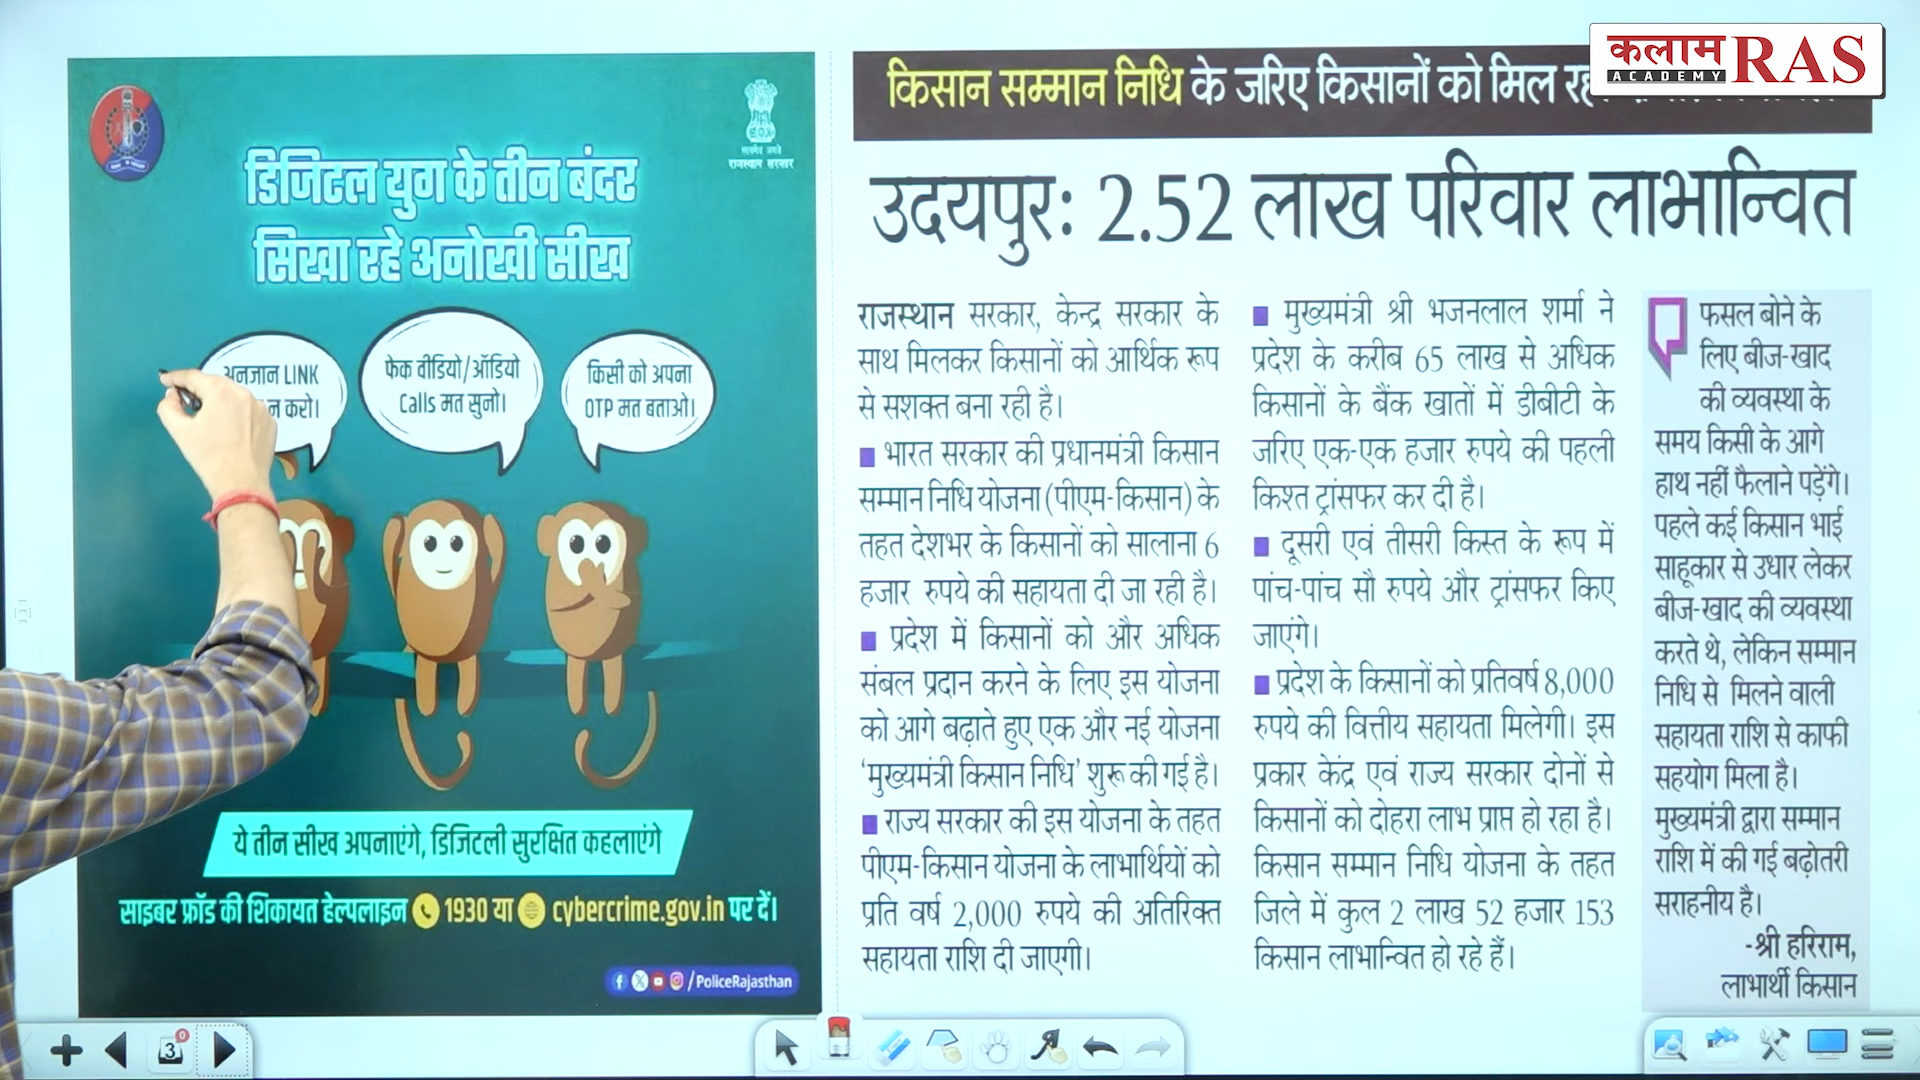 कलाम RAS
ACADEMY
राजस्थान सरकार
डिजिटल युग के तीन बंदर
सिखा रहे अनोखी सीख
अनजान LINK
न करो।
फेक वीडियो/ऑडियो
Calls मत सुनो।
किसी को अपना
OTP मत बताओ।
ये तीन सीख अपनाएंगे, डिजिटली सुरक्षित कहलाएंगे
साइबर फ्रॉड की शिकायत हेल्पलाइन 1930 या cybercrime.gov.in पर दें।
/PoliceRajasthan
किसान सम्मान निधि के जरिए किसानों को मिल
उदयपुर: 2.52 लाख परिवार लाभान्वित
राजस्थान सरकार, केन्द्र सरकार के
साथ मिलकर किसानों को आर्थिक रूप
से सशक्त बना रही है।
■ भारत सरकार की प्रधानमंत्री किसान
सम्मान निधि योजना (पीएम-किसान) के
तहत देशभर के किसानों को सालाना 6
हजार रुपये की सहायता दी जा रही है।
■ प्रदेश में किसानों को और अधिक
संबल प्रदान करने के लिए इस योजना
को आगे बढ़ाते हुए एक और नई योजना
'मुख्यमंत्री किसान निधि' शुरू की गई है।
■ राज्य सरकार की इस योजना के तहत
पीएम-किसान योजना के लाभार्थियों को
प्रति वर्ष 2,000 रुपये की अतिरिक्त
सहायता राशि दी जाएगी।
■ मुख्यमंत्री श्री भजनलाल शर्मा ने
प्रदेश के करीब 65 लाख से अधिक
किसानों के बैंक खातों में डीबीटी के
जरिए एक-एक हजार रुपये की पहली
किश्त ट्रांसफर कर दी है।
■ दूसरी एवं तीसरी किस्त के रूप में
पांच-पांच सौ रुपये और ट्रांसफर किए
जाएंगे।
■ प्रदेश के किसानों को प्रतिवर्ष 8,000
रुपये की वित्तीय सहायता मिलेगी। इस
प्रकार केंद्र एवं राज्य सरकार दोनों से
किसानों को दोहरा लाभ प्राप्त हो रहा है।
किसान सम्मान निधि योजना के तहत
जिले में कुल 2 लाख 52 हजार 153
किसान लाभान्वित हो रहे हैं।
फसल बोने के
लिए बीज-खाद
की व्यवस्था के
समय किसी के आगे
हाथ नहीं फैलाने पड़ेंगे।
पहले कई किसान भाई
साहूकार से उधार लेकर
बीज-खाद की व्यवस्था
करते थे, लेकिन सम्मान
निधि से मिलने वाली
सहायता राशि से काफी
सहयोग मिला है।
मुख्यमंत्री द्वारा सम्मान
राशि में की गई बढ़ोतरी
सराहनीय है।
-श्री हरिराम,
लाभार्थी किसान
3
0